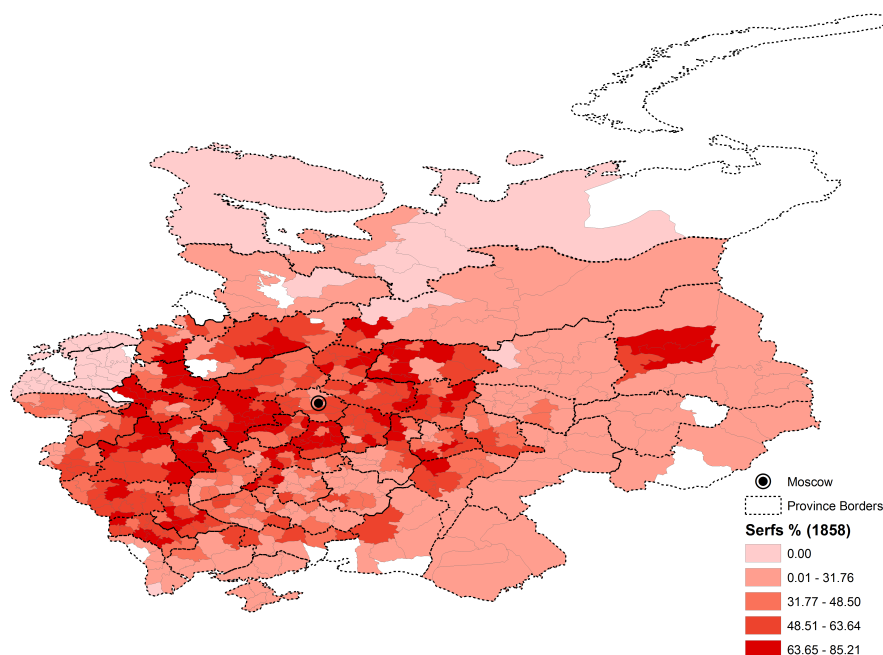 Moscow
Province Borders
Serfs % (1858)
0.00
0.01 - 31.76
31.77 - 48.50
48.51 - 63.64
63.65 - 85.21